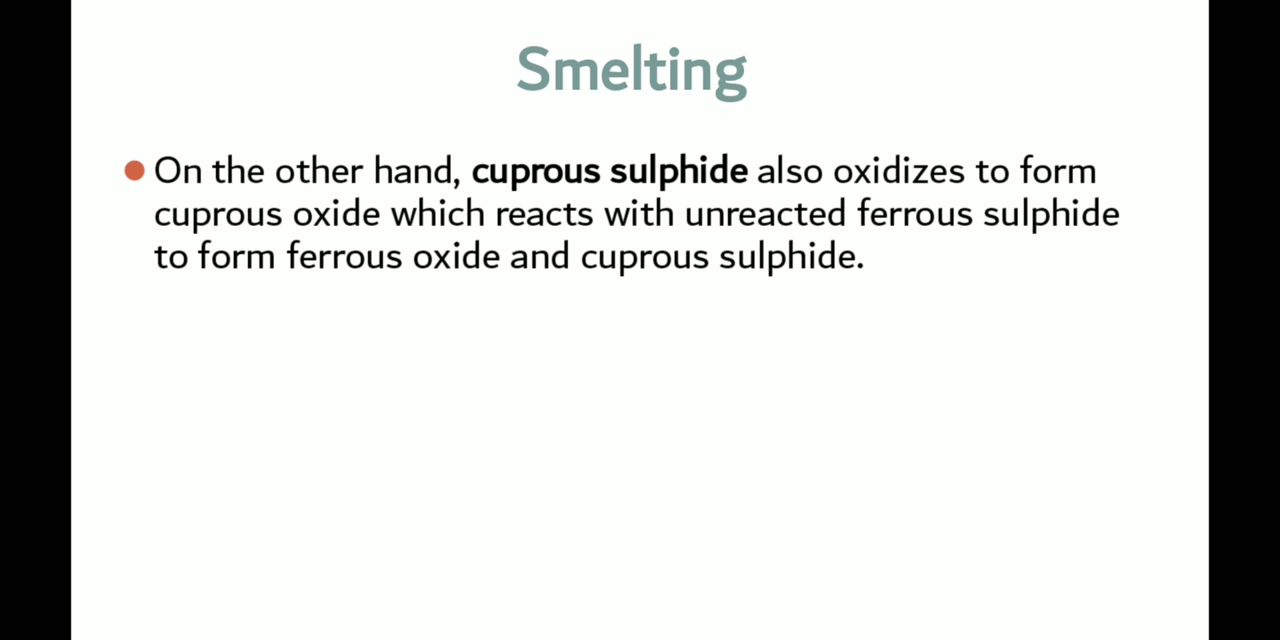 Smelting
On the other hand, cuprous sulphide also oxidizes to form
cuprous oxide which reacts with unreacted ferrous sulphide
to form ferrous oxide and cuprous sulphide.